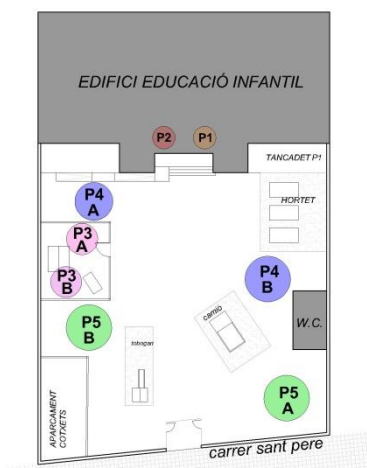 EDIFICI EDUCACIÓ INFANTIL
P2
P1
TANCADET P1
P4
A
HORTET
P3
A
P3
B
P4
B
camio
P5
B
W.C.
tobogan
P5
A
APARCAMENT
COTXETS
carrer sant pere